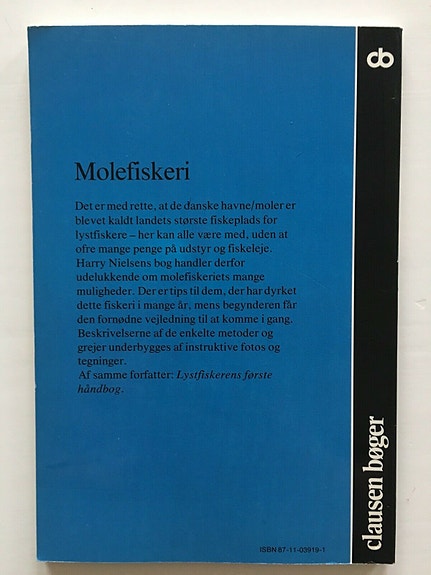 cb
Molefiskeri
Det er med rette, at de danske havne/moler er
blevet kaldt landets største fiskeplads for
lystfiskere – her kan alle være med, uden at
ofre mange penge på udstyr og fiskeleje.
Harry Nielsens bog handler derfor
udelukkende om molefiskeriets mange
muligheder. Der er tips til dem, der har dyrket
dette fiskeri i mange år, mens begynderen får
den fornødne vejledning til at komme i gang.
Beskrivelserne af de enkelte metoder og
grejer underbygges af instruktive fotos og
tegninger.
Af samme forfatter: Lystfiskerens første
håndbog.
clausen bøger
ISBN 87-11-03919-1